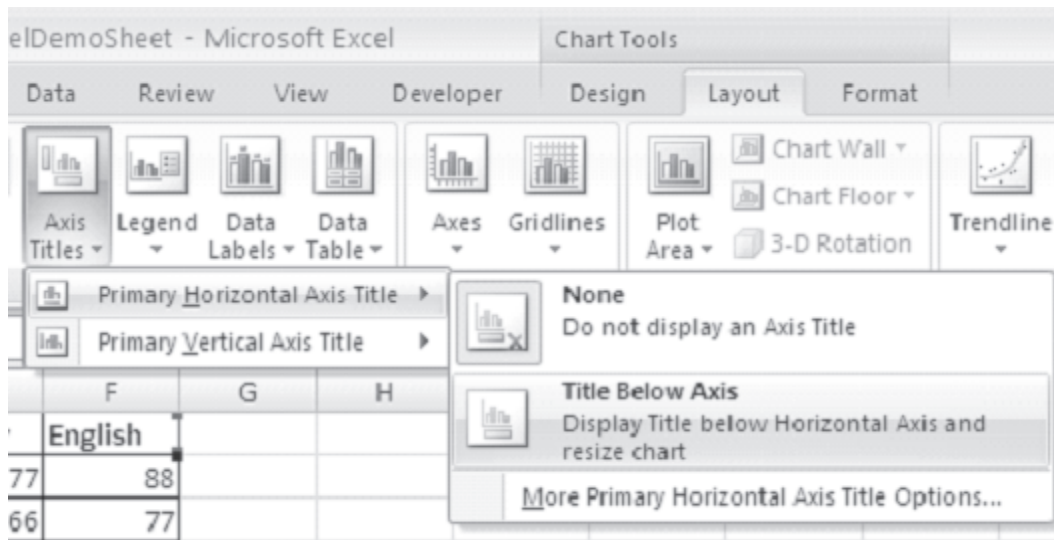 elDemoSheet - Microsoft Excel
Chart Tools
Data Review View Developer Design Layout Format
Axis Titles
Legend
Data Labels
Data Table
Axes
Gridlines
Plot Area
Chart Wall
Chart Floor
3-D Rotation
Trendline
Primary Horizontal Axis Title
Primary Vertical Axis Title
None
Do not display an Axis Title
Title Below Axis
Display Title below Horizontal Axis and
resize chart
More Primary Horizontal Axis Title Options...
F G H
English
77 88
66 77